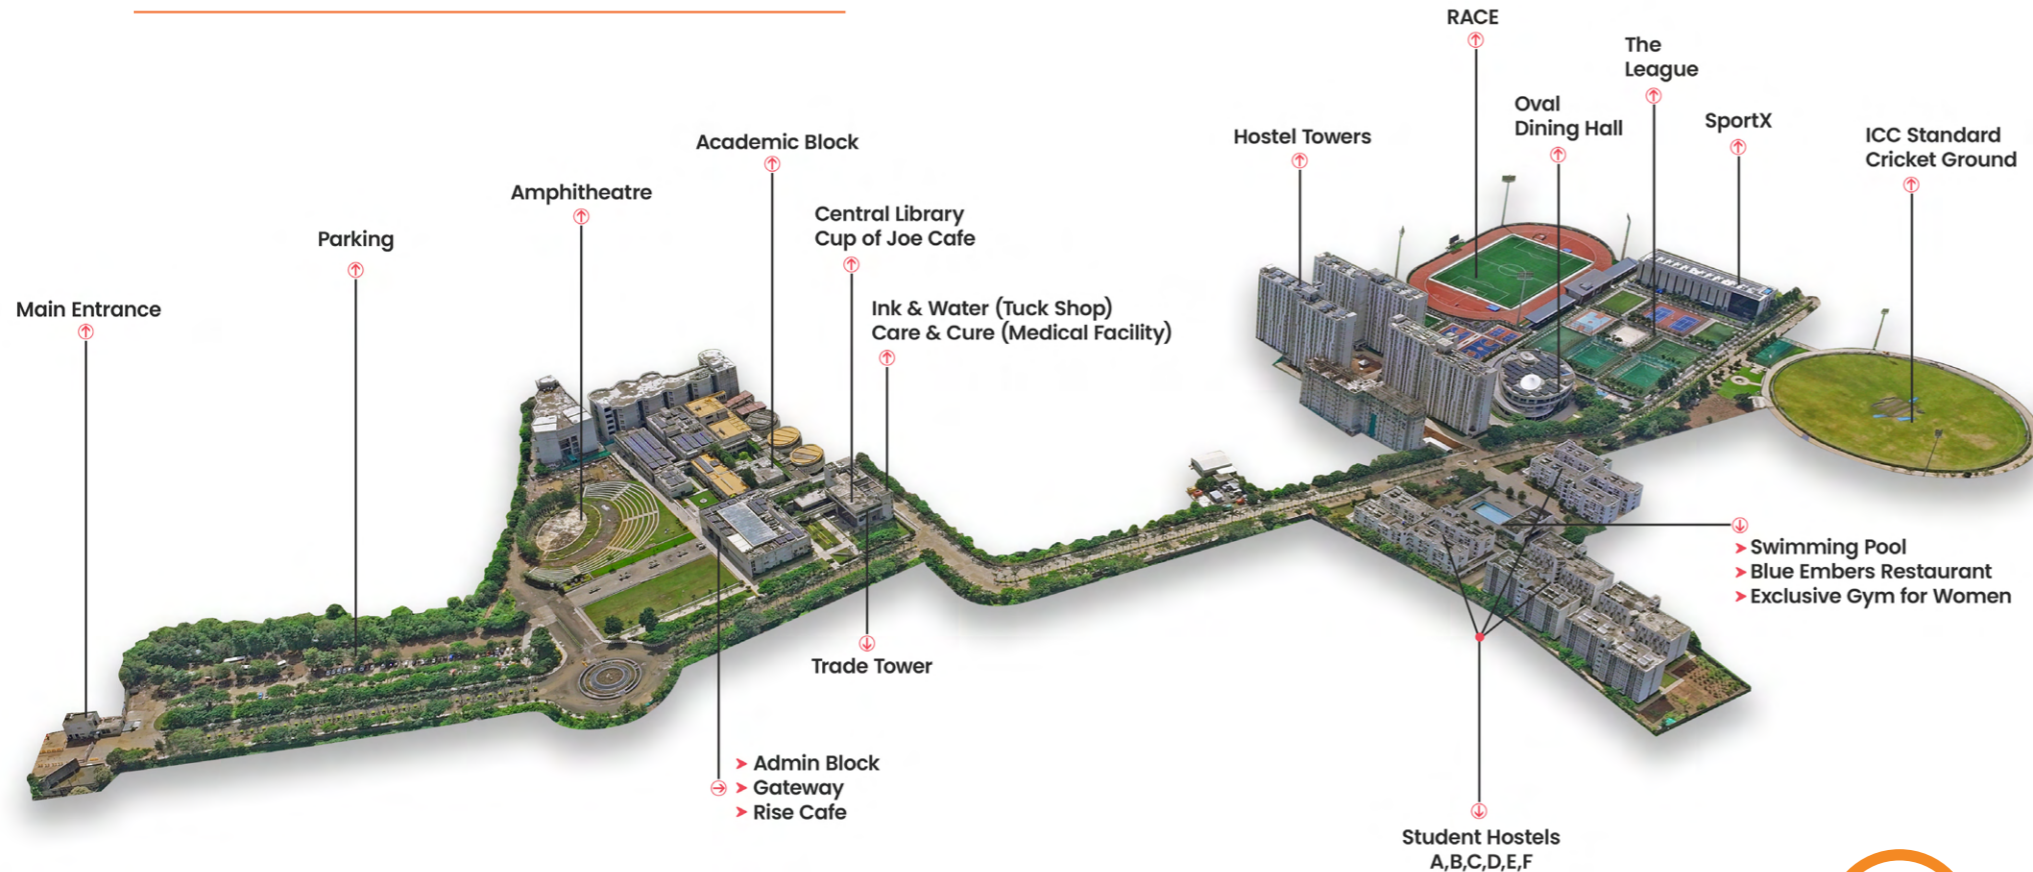 RACE
The
League
Oval
Dining Hall
SportX
Hostel Towers
ICC Standard
Cricket Ground
Academic Block
Amphitheatre
Central Library
Cup of Joe Cafe
Parking
Ink & Water (Tuck Shop)
Care & Cure (Medical Facility)
Main Entrance
Swimming Pool
Blue Embers Restaurant
Exclusive Gym for Women
Trade Tower
Admin Block
Gateway
Rise Cafe
Student Hostels
A,B,C,D,E,F